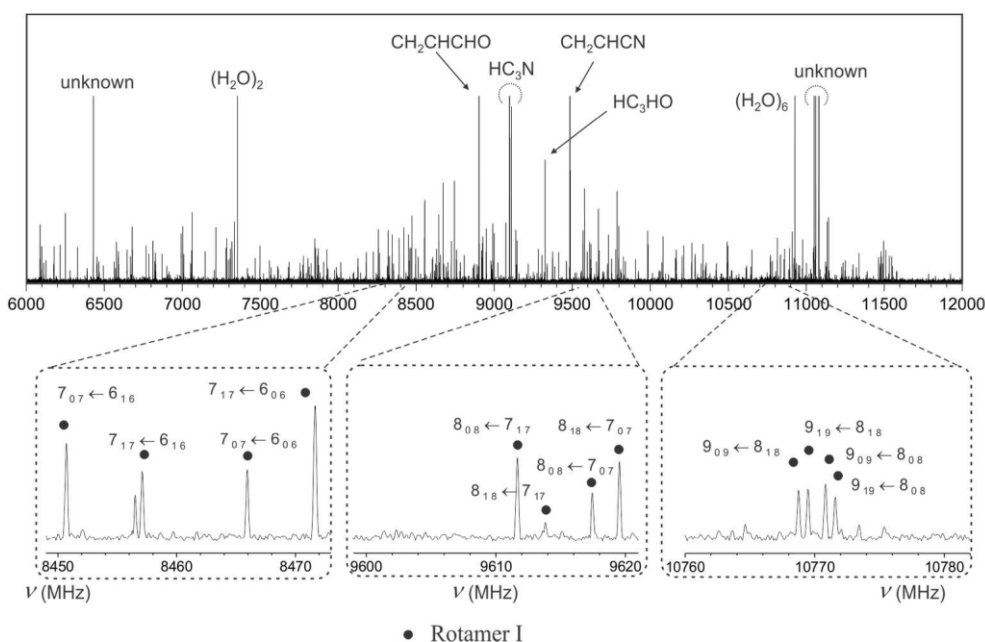 CH₂CHCHO
CH₂CHCN
unknown
(H₂O)₂
HC₃N
unknown
HC₃HO
(H₂O)₆
6000 6500 7000 7500 8000 8500 9000 9500 10000 10500 11000 11500 12000
7₀₇←6₁₆
7₁₇←6₀₆
7₁₇←6₁₆
7₀₇←6₀₆
8450 8460 8470
ν (MHz)
8₀₈←7₁₇
8₁₈←7₀₇
8₀₈←7₀₇
8₁₈←7₁₇
9600 9610 9620
ν (MHz)
9₁₉←8₁₈
9₀₉←8₁₈
9₀₉←8₀₈
9₁₉←8₀₈
10760 10770 10780
ν (MHz)
● Rotamer I